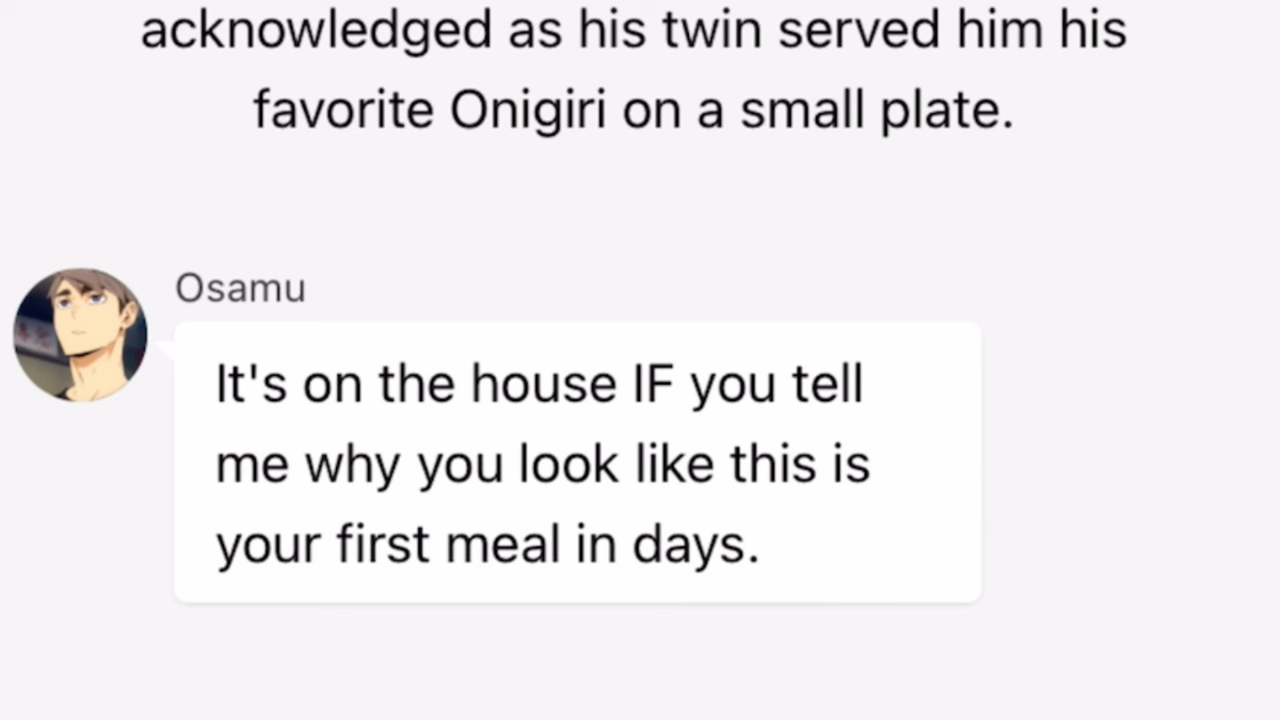 acknowledged as his twin served him his
favorite Onigiri on a small plate.
Osamu
It's on the house IF you tell
me why you look like this is
your first meal in days.